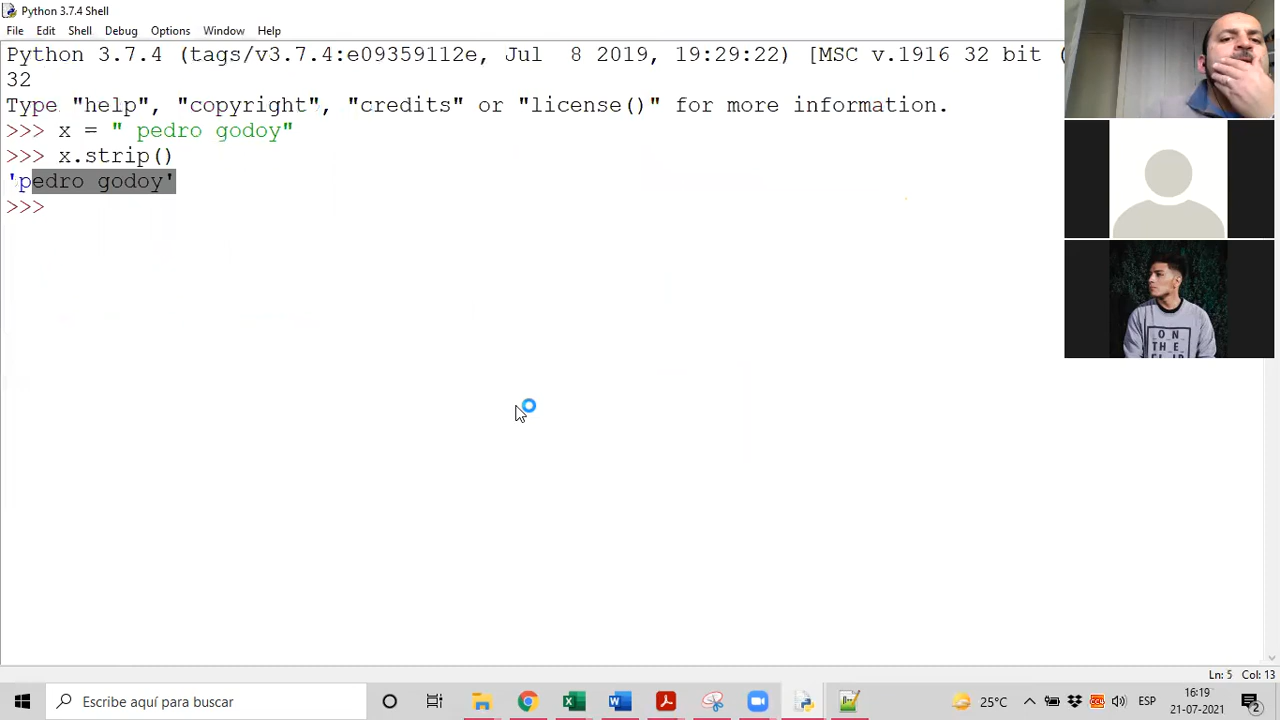 Python 3.7.4 Shell
File Edit Shell Debug Options Window Help
Python 3.7.4 (tags/v3.7.4:e09359112e, Jul  8 2019, 19:29:22) [MSC v.1916 32 bit (
32
Type "help", "copyright", "credits" or "license()" for more information.
>>> x = " pedro godoy"
>>> x.strip()
'pedro godoy'
>>>
ON
THE
Ln: 5 Col: 13
Escribe aquí para buscar
25°C
ESP
16:19
21-07-2021
2